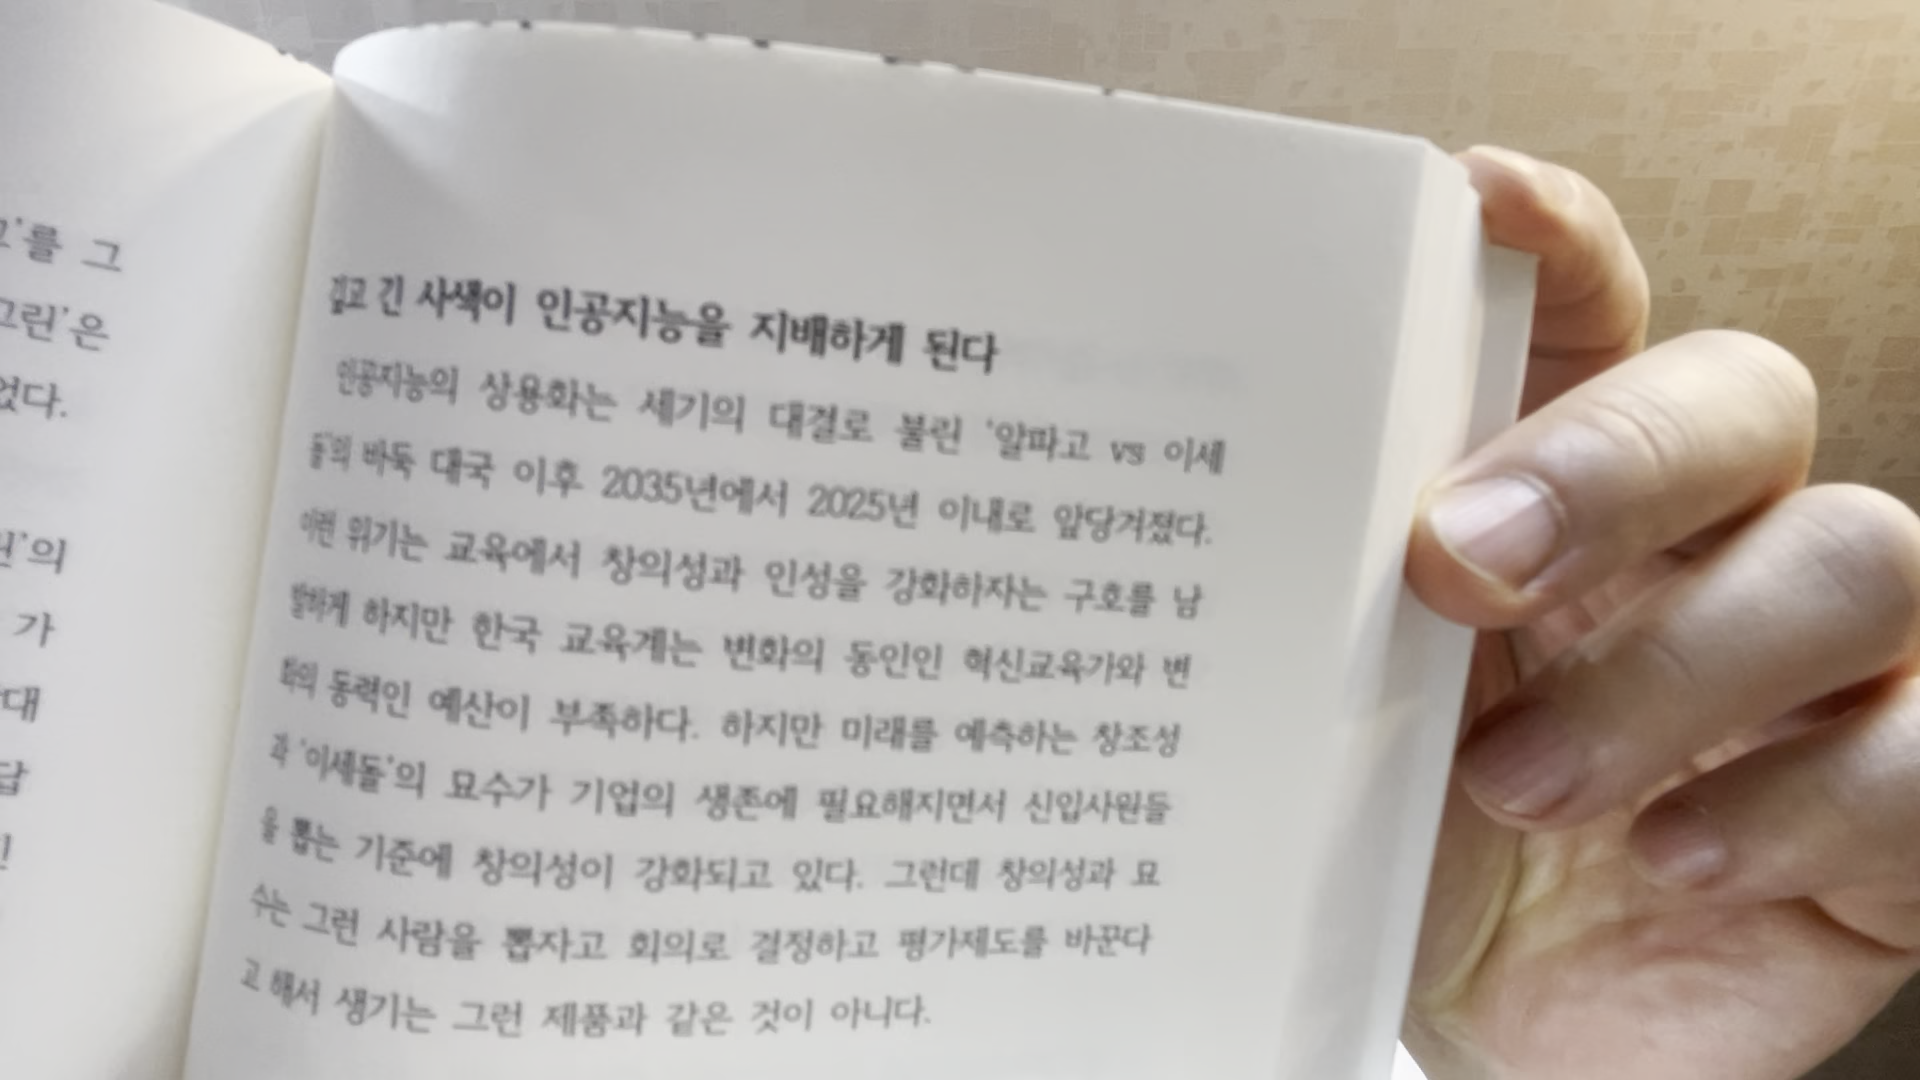 '를 그
그린'은
었다.
린'의
가
대
답
깊고 긴 사색이 인공지능을 지배하게 된다
인공지능의 상용화는 세기의 대결로 불린 '알파고 vs 이세
돌'의 바둑 대국 이후 2035년에서 2025년 이내로 앞당겨졌다.
이런 위기는 교육에서 창의성과 인성을 강화하자는 구호를 남
발하게 하지만 한국 교육계는 변화의 동인인 혁신교육가와 변
화의 동력인 예산이 부족하다. 하지만 미래를 예측하는 창조성
과 '이세돌'의 묘수가 기업의 생존에 필요해지면서 신입사원들
을 뽑는 기준에 창의성이 강화되고 있다. 그런데 창의성과 묘
수는 그런 사람을 뽑자고 회의로 결정하고 평가제도를 바꾼다
고 해서 생기는 그런 제품과 같은 것이 아니다.